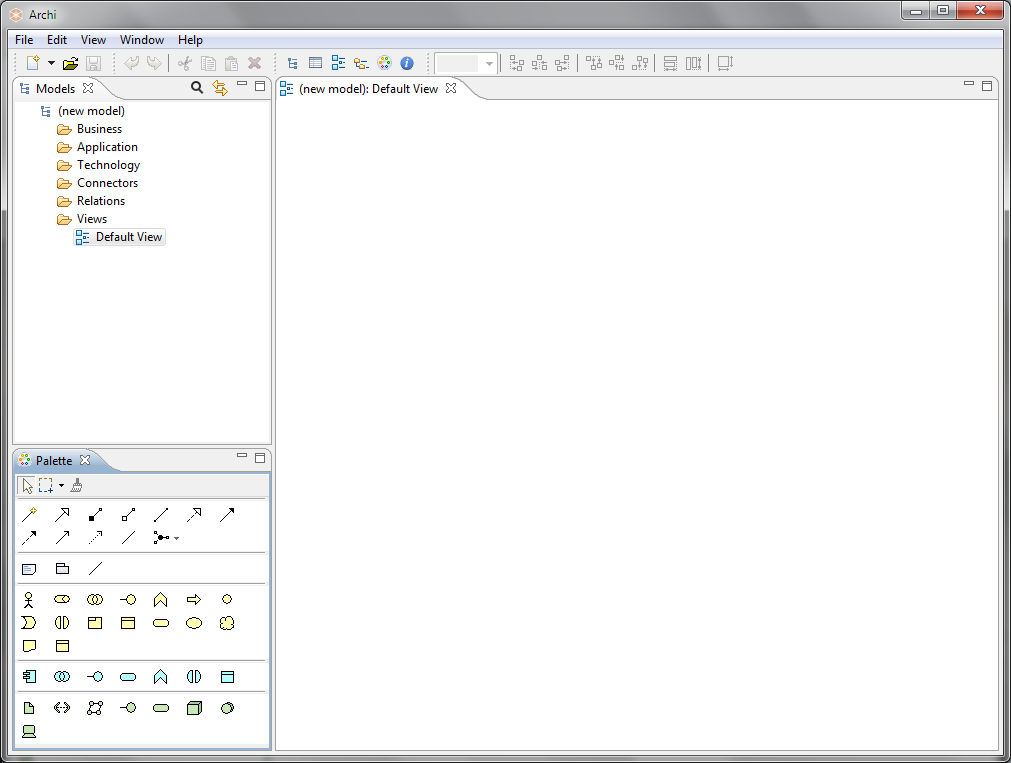 Archi
File Edit View Window Help
Models
(new model): Default View
(new model)
Business
Application
Technology
Connectors
Relations
Views
Default View
Palette